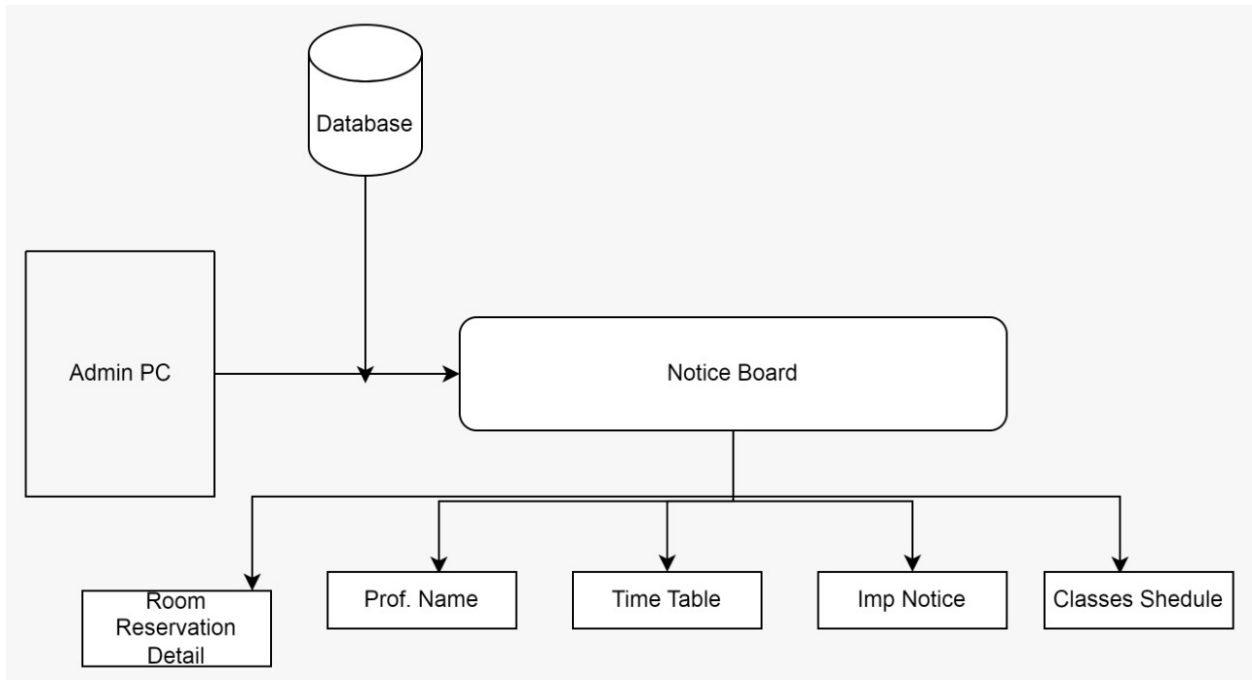 Database
Admin PC
Notice Board
Room
Reservation
Detail
Prof. Name
Time Table
Imp Notice
Classes Shedule